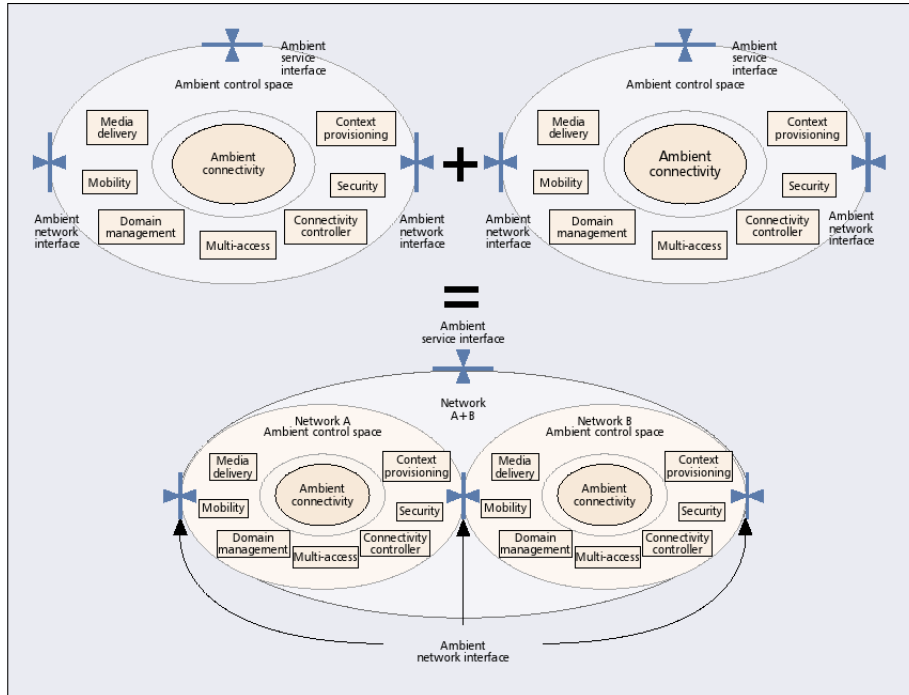 Ambient
service
interface
Ambient control space
Media
delivery
Context
provisioning
Ambient
connectivity
Mobility
Security
Domain
management
Connectivity
controller
Multi-access
Ambient
network
interface
Ambient
network
interface
+
Ambient
service
interface
Ambient control space
Media
delivery
Context
provisioning
Ambient
connectivity
Mobility
Security
Domain
management
Connectivity
controller
Multi-access
Ambient
network
interface
Ambient
network
interface
=
Ambient
service interface
Network
A+B
Network A
Ambient control space
Media
delivery
Context
provisioning
Ambient
connectivity
Mobility
Security
Domain
management
Connectivity
controller
Multi-access
Network B
Ambient control space
Media
delivery
Context
provisioning
Ambient
connectivity
Mobility
Security
Domain
management
Connectivity
controller
Multi-access
Ambient
network interface